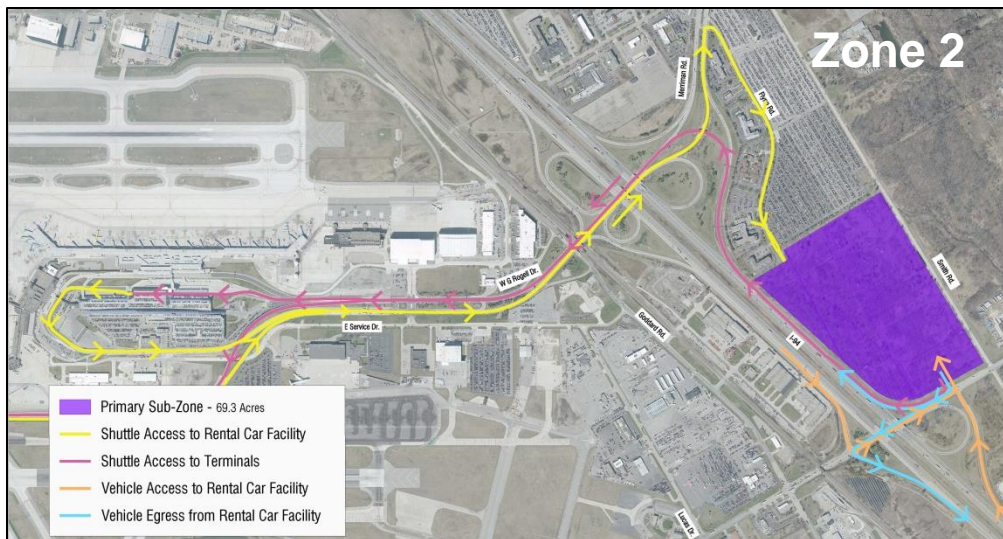 Zone 2
Merriman Rd.
Flynn Rd.
Smith Rd.
W G Rogell Dr.
E Service Dr.
Goddard Rd.
I-94
Lucas Dr.
Primary Sub-Zone - 69.3 Acres
Shuttle Access to Rental Car Facility
Shuttle Access to Terminals
Vehicle Access to Rental Car Facility
Vehicle Egress from Rental Car Facility